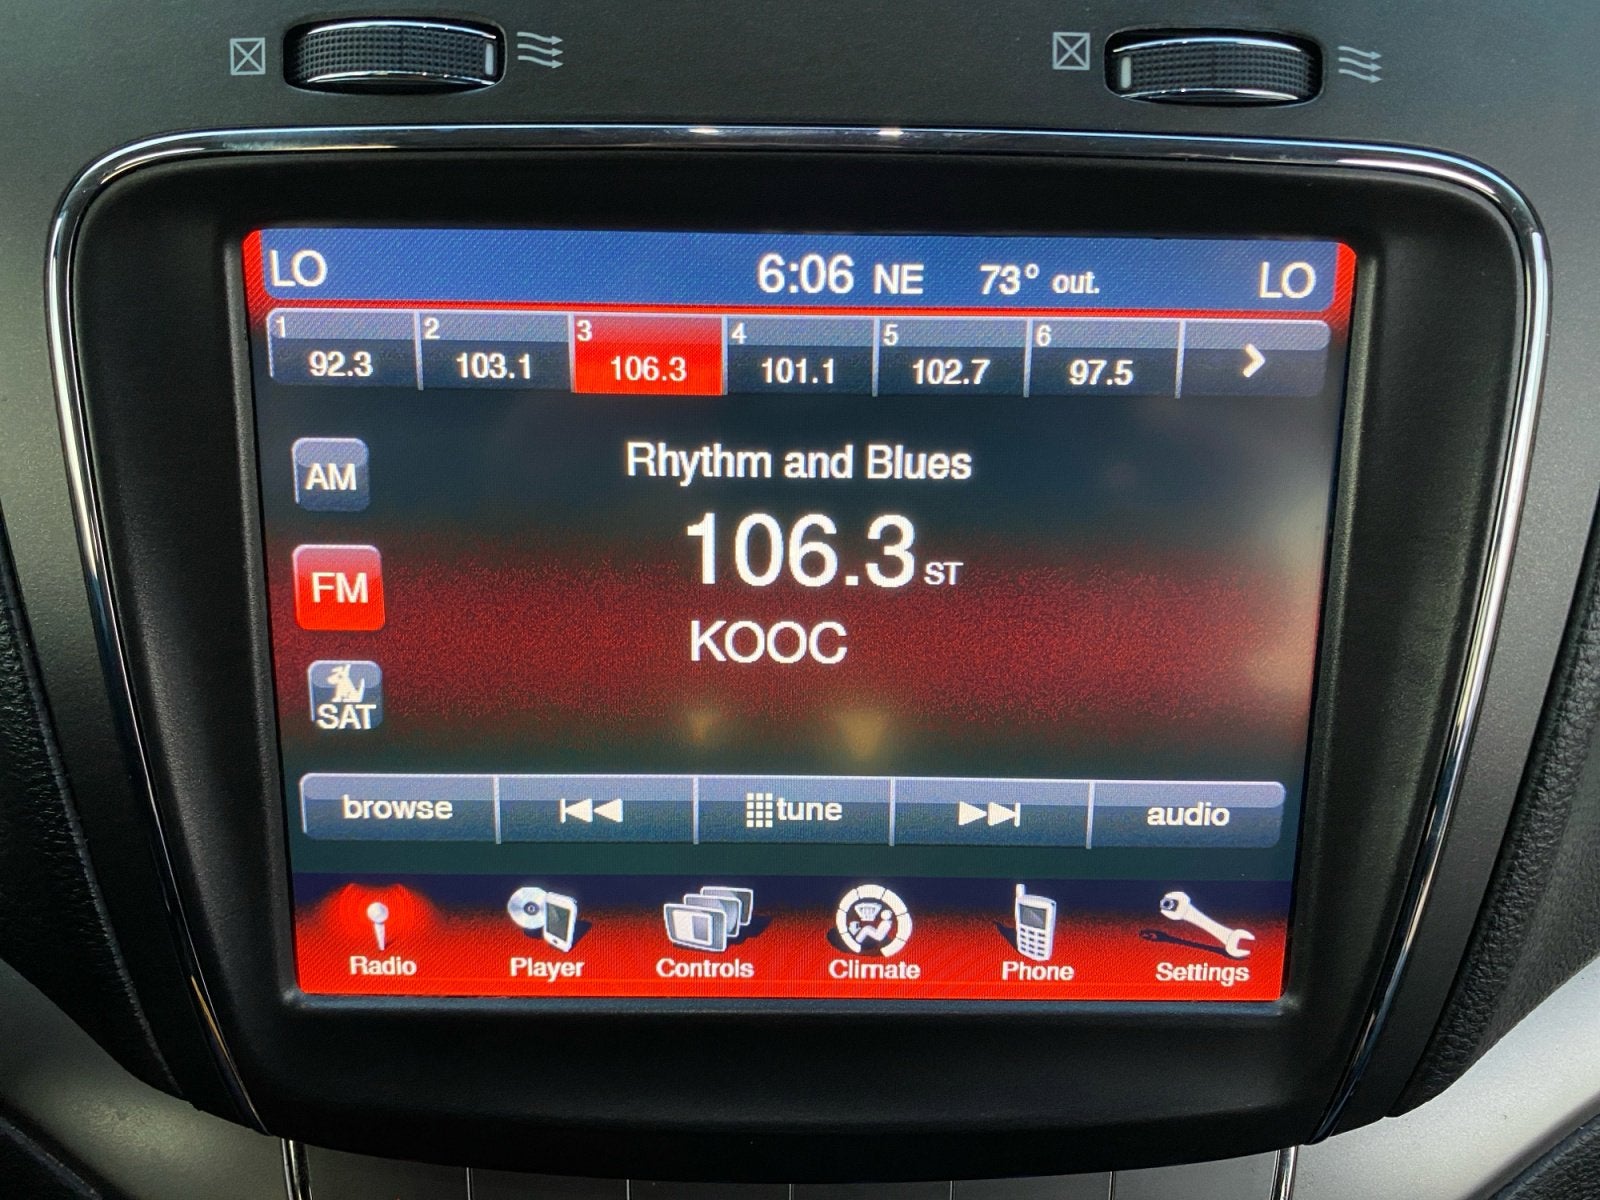 LO 6:06 NE 73° out. LO
1 2 3 4 5 6
92.3 103.1 106.3 101.1 102.7 97.5
AM
Rhythm and Blues
106.3 ST
FM
KOOC
SAT
browse tune audio
Radio Player Controls Climate Phone Settings